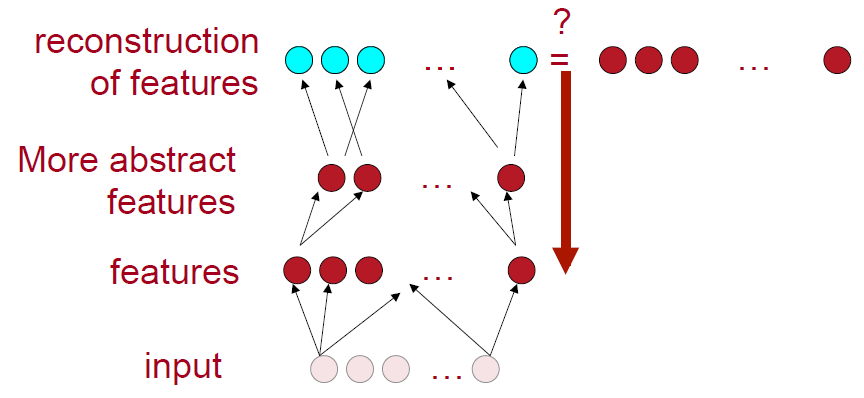 ?
reconstruction
of features
... = ...
More abstract
features
...
features
...
input
...